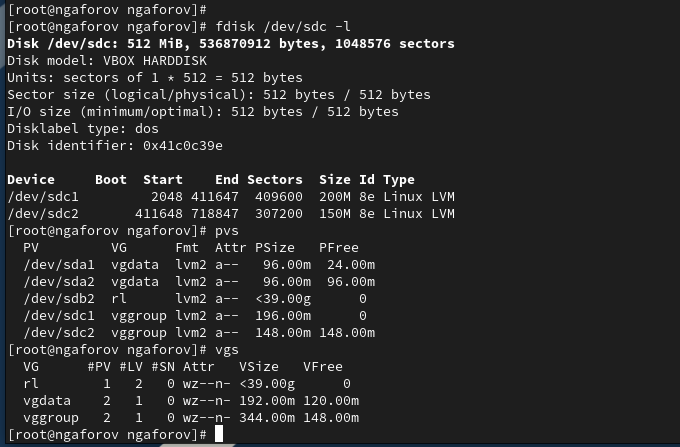 [root@ngaforov ngaforov]#
[root@ngaforov ngaforov]# fdisk /dev/sdc -l
Disk /dev/sdc: 512 MiB, 536870912 bytes, 1048576 sectors
Disk model: VBOX HARDDISK
Units: sectors of 1 * 512 = 512 bytes
Sector size (logical/physical): 512 bytes / 512 bytes
I/O size (minimum/optimal): 512 bytes / 512 bytes
Disklabel type: dos
Disk identifier: 0x41c0c39e
Device     Boot  Start    End Sectors  Size Id Type
/dev/sdc1         2048 411647  409600  200M 8e Linux LVM
/dev/sdc2       411648 718847  307200  150M 8e Linux LVM
[root@ngaforov ngaforov]# pvs
  PV         VG      Fmt  Attr PSize   PFree
  /dev/sda1  vgdata  lvm2 a--   96.00m  24.00m
  /dev/sda2  vgdata  lvm2 a--   96.00m  96.00m
  /dev/sdb2  rl      lvm2 a--  <39.00g      0
  /dev/sdc1  vggroup lvm2 a--  196.00m      0
  /dev/sdc2  vggroup lvm2 a--  148.00m 148.00m
[root@ngaforov ngaforov]# vgs
  VG      #PV #LV #SN Attr   VSize   VFree
  rl        1   2   0 wz--n- <39.00g      0
  vgdata    2   1   0 wz--n- 192.00m 120.00m
  vggroup   2   1   0 wz--n- 344.00m 148.00m
[root@ngaforov ngaforov]#